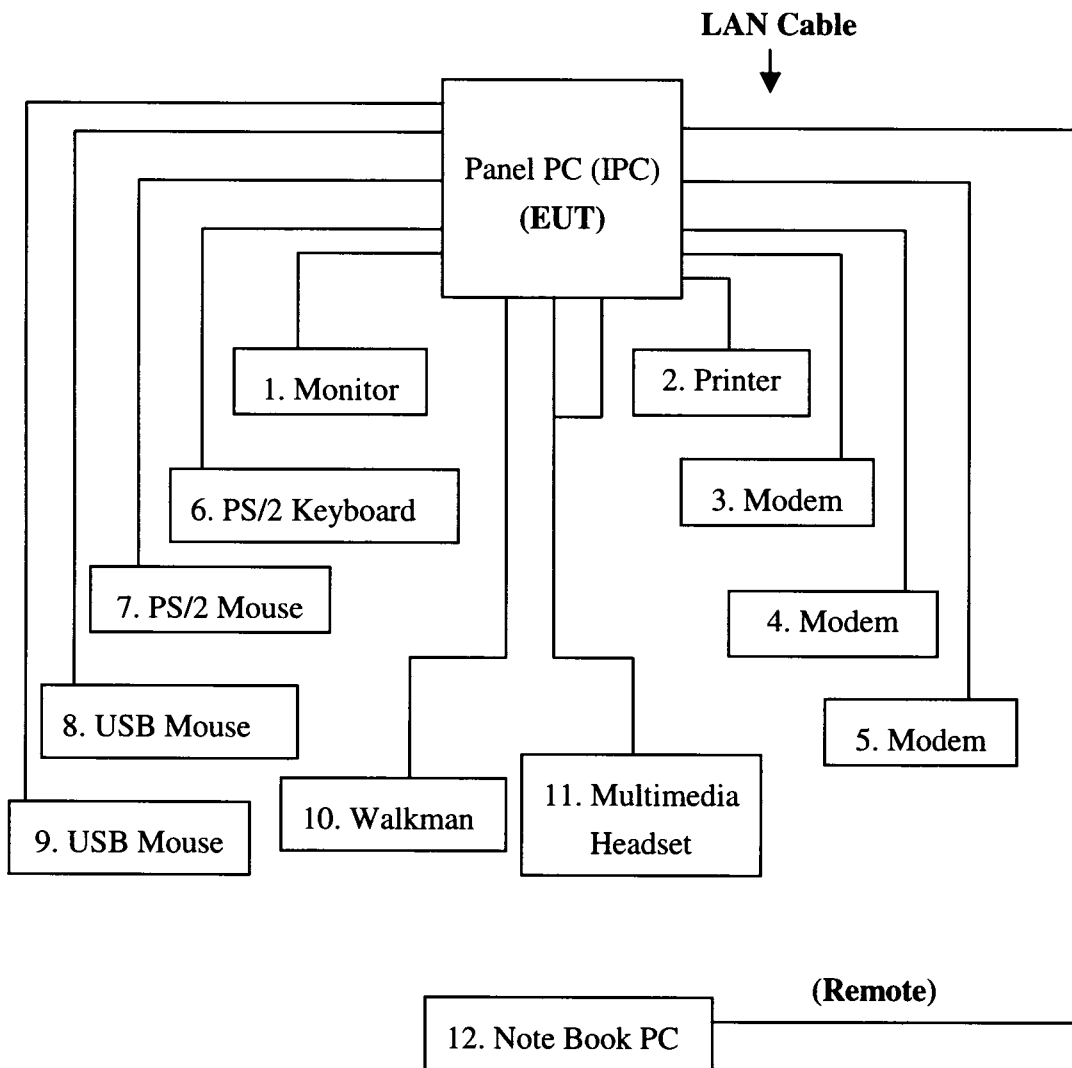 LAN Cable
Panel PC (IPC)
(EUT)
1. Monitor
2. Printer
6. PS/2 Keyboard
3. Modem
7. PS/2 Mouse
4. Modem
8. USB Mouse
5. Modem
9. USB Mouse
10. Walkman
11. Multimedia
Headset
(Remote)
12. Note Book PC